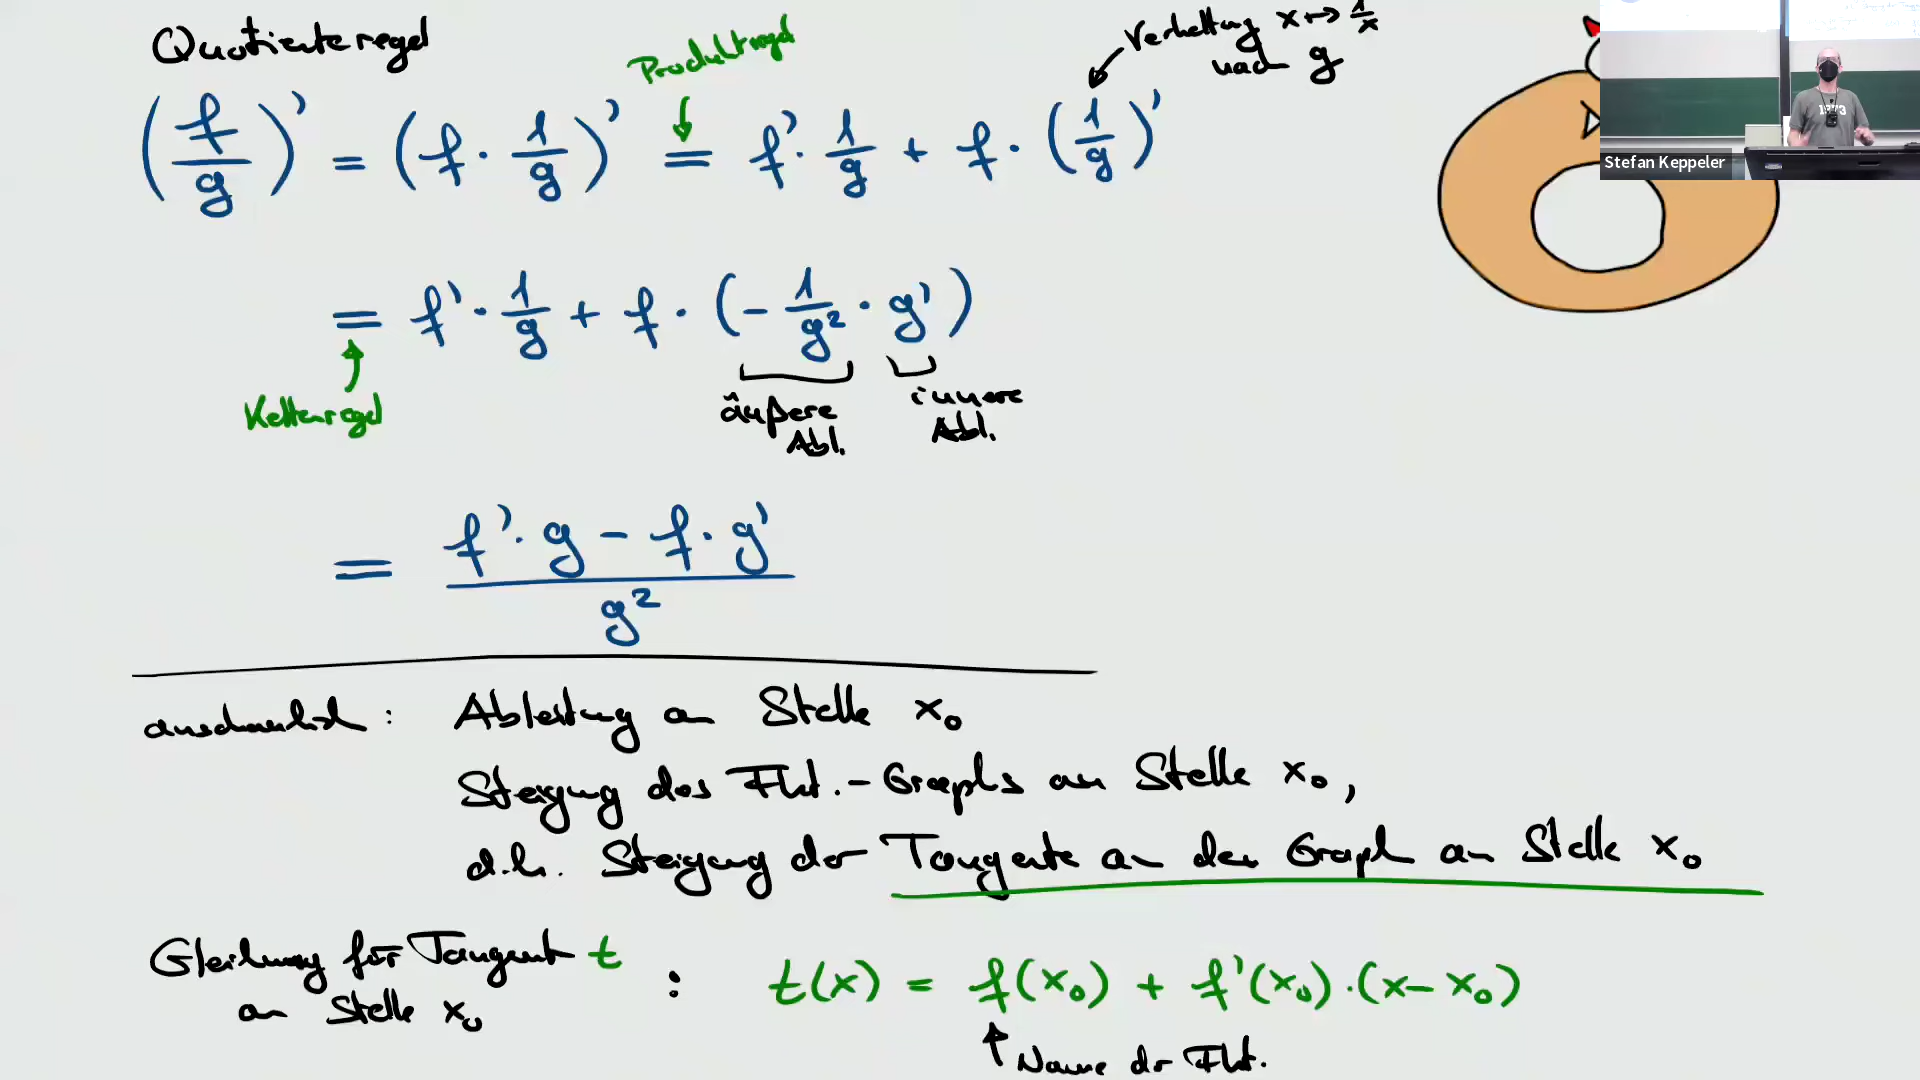 Quotientenregel
Produktregel
Verkettung x ↦ 1/x
nach g
(f/g)' = (f · 1/g)' = f' · 1/g + f · (1/g)'
= f' · 1/g + f · (- 1/g² · g')
Kettenregel
äußere Abl.
innere Abl.
= (f' · g - f · g') / g²
anschaulich: Ableitung an Stelle x₀
Steigung des Fkt.-Graphs an Stelle x₀,
d.h. Steigung der Tangente an den Graph an Stelle x₀
Gleichung für Tangente t
an Stelle x₀ : t(x) = f(x₀) + f'(x₀)·(x-x₀)
↑ Name der Fkt.
Stefan Keppeler